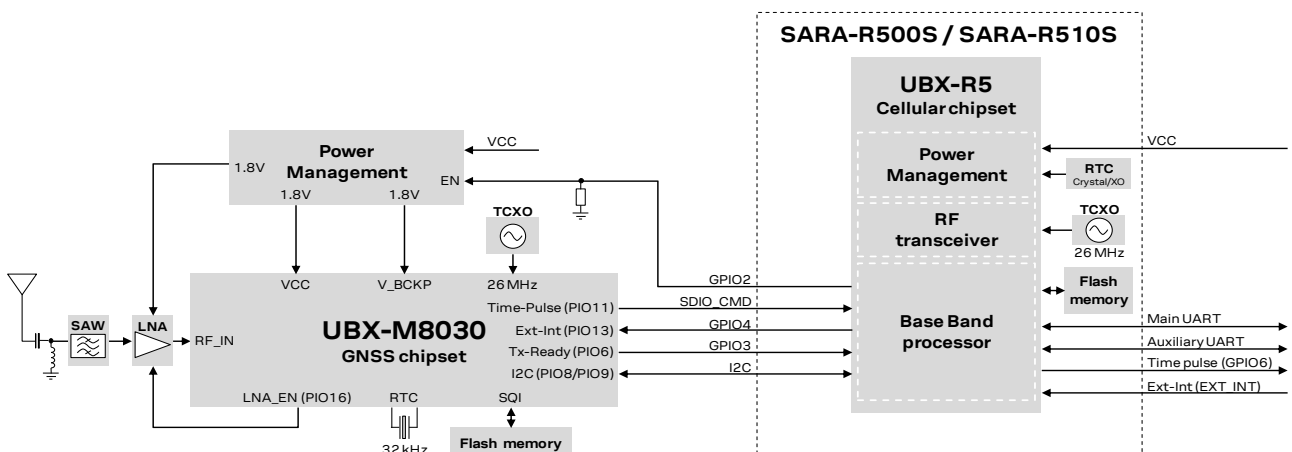 SARA-R500S / SARA-R510S
UBX-R5
Cellular chipset
Power
Management
VCC
1.8V
EN
1.8V
1.8V
VCC
Power
Management
RTC
Crystal/XO
TCXO
RF
transceiver
TCXO
26 MHz
VCC
V_BCKP
26 MHz
GPIO2
Flash
memory
Time-Pulse (PIO11)
SDIO_CMD
SAW
LNA
RF_IN
UBX-M8030
GNSS chipset
Ext-Int (PIO13)
GPIO4
Base Band
processor
Main UART
Tx-Ready (PIO6)
GPIO3
Auxiliary UART
I2C (PIO8/PIO9)
I2C
Time pulse (GPIO6)
Ext-Int (EXT_INT)
LNA_EN (PIO16)
RTC
SQI
32 kHz
Flash memory